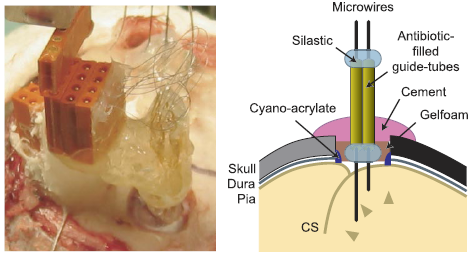 Microwires
Silastic
Antibiotic-
filled
guide-tubes
Cement
Cyano-acrylate
Gelfoam
Skull
Dura
Pia
CS